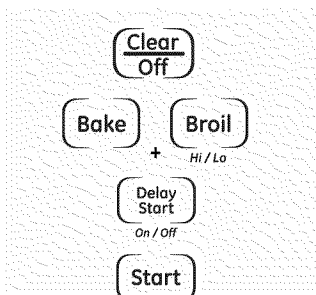 Clear
Off
Bake
Broil
+
Hi / Lo
Delay
Start
On / Off
Start